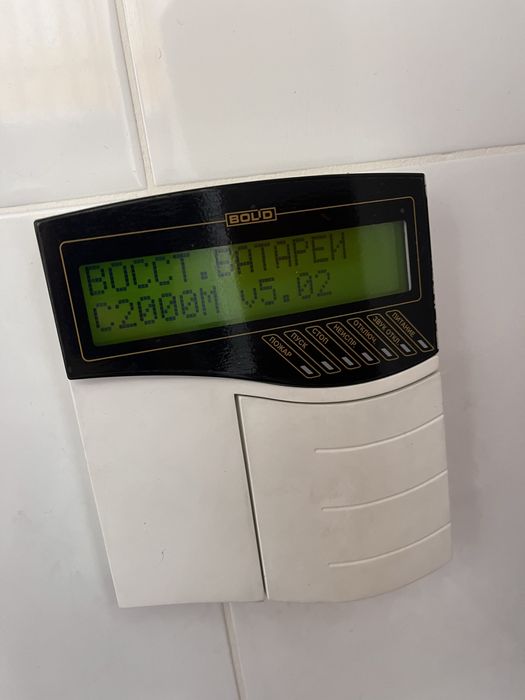 BOLID
ВОССТ.БАТАРЕИ
С2000М v5.02
ПОЖАР
ПУСК
СТОП
НЕИСПР.
ОТКЛЮЧ.
ЗВУК ОТКЛ.
ПИТАНИЕ